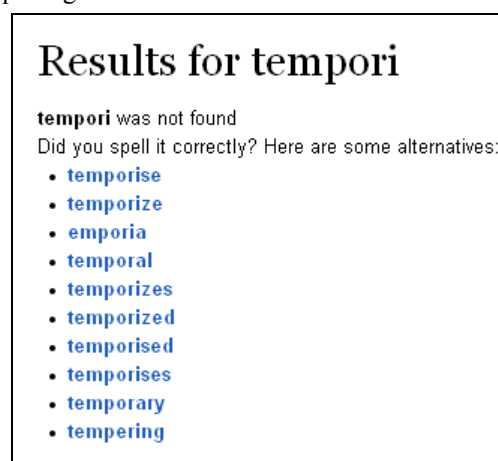 Results for tempori
tempori was not found
Did you spell it correctly? Here are some alternatives:
• temporise
• temporize
• emporia
• temporal
• temporizes
• temporized
• temporised
• temporises
• temporary
• tempering